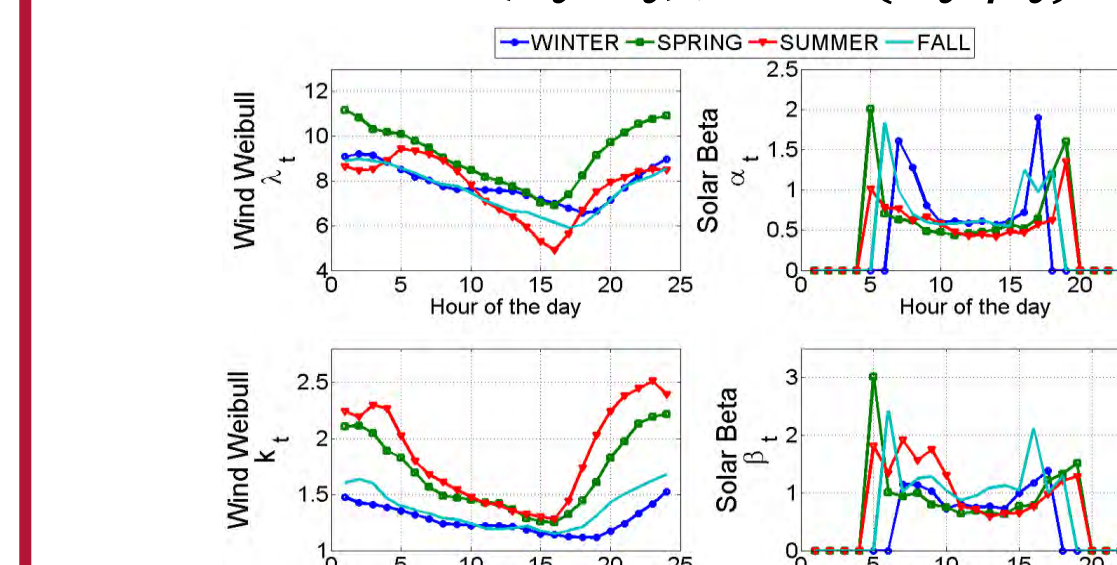 WINTER SPRING SUMMER FALL
Wind Weibull
λ t
12
10
8
6
4
0 5 10 15 20 25
Hour of the day
Solar Beta
α t
2.5
2
1.5
1
0.5
0
0 5 10 15 20
Hour of the day
Wind Weibull
k t
2.5
2
1.5
1
Solar Beta
β t
3
2
1
0